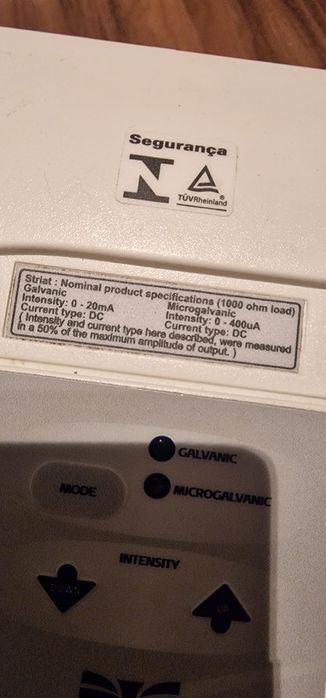 Segurança
TÜVRheinland®
Striat : Nominal product specifications (1000 ohm load)
Galvanic Microgalvanic
Intensity: 0 - 20mA Intensity: 0 - 400uA
Current type: DC Current type: DC
( Intensity and current type here described, were measured
in a 50% of the maximum amplitude of output. )
GALVANIC
MODE
MICROGALVANIC
INTENSITY
DOWN
UP